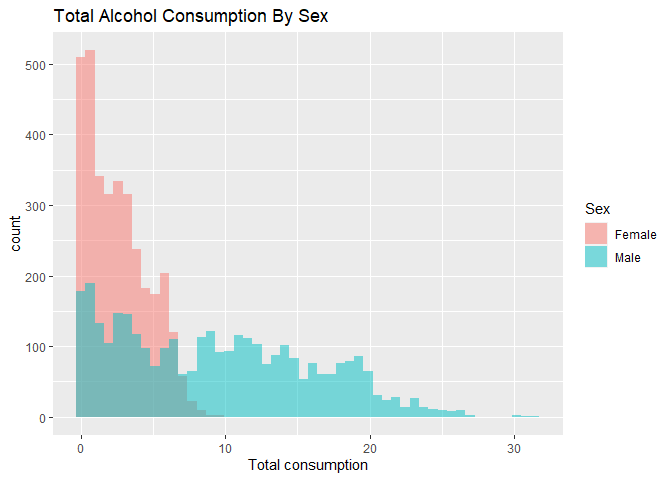 Total Alcohol Consumption By Sex
500
400
300
200
100
0
count
0 10 20 30
Total consumption
Sex
Female
Male